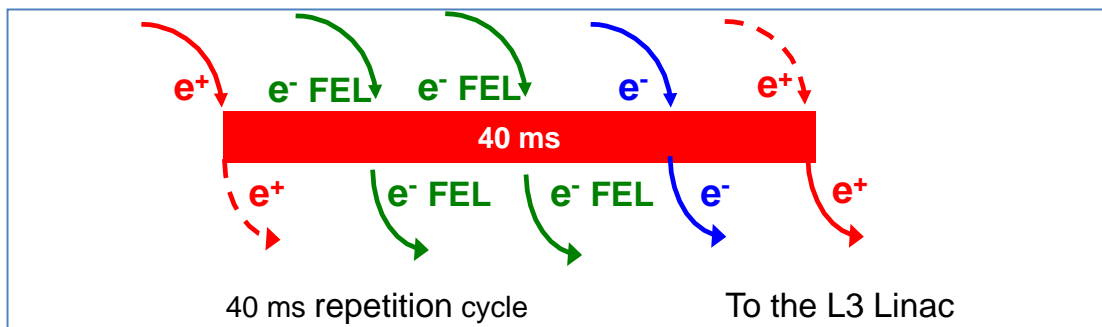 e⁺ e⁻ FEL e⁻ FEL e⁻ e⁺
40 ms
e⁺ e⁻ FEL e⁻ FEL e⁻ e⁺
40 ms repetition cycle To the L3 Linac